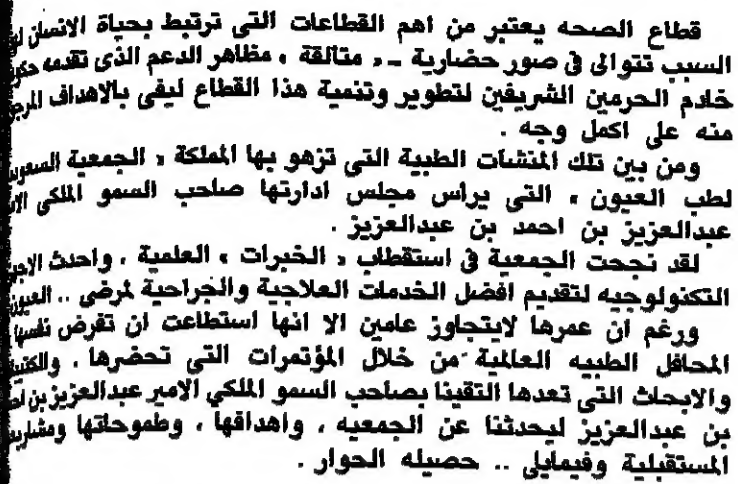 قطاع الصحه يعتبر من اهم القطاعات التى ترتبط بحياة الانسان
السبب تتوالى في صور حضارية ـ « متالقة » مظاهر الدعم الذى تقدمه
خادم الحرمين الشريفين لتطوير وتنمية هذا القطاع ليفى بالاهداف
منه على اكمل وجه .
ومن بين تلك المنشات الطبية التى تزهو بها المملكة « الجمعية
لطب العيون » التى يراس مجلس ادارتها صاحب السمو الملكى
عبدالعزيز بن احمد بن عبدالعزيز .
لقد نجحت الجمعية في استقطاب « الخبرات » العلمية ، واحدث
التكنولوجيه لتقديم افضل الخدمات العلاجية والجراحية لمرضى .. العيون
ورغم ان عمرها لايتجاوز عامين الا انها استطاعت ان تفرض نفسها
المحافل الطبيه العالمية من خلال المؤتمرات التى تحضرها ،
والابحاث التى تعدها التقينا بصاحب السمو الملكي الامير عبدالعزيز بن
بن عبدالعزيز ليحدثنا عن الجمعيه ، واهدافها ، وطموحاتها
المستقبلية وفيمايلى .. حصيله الحوار .